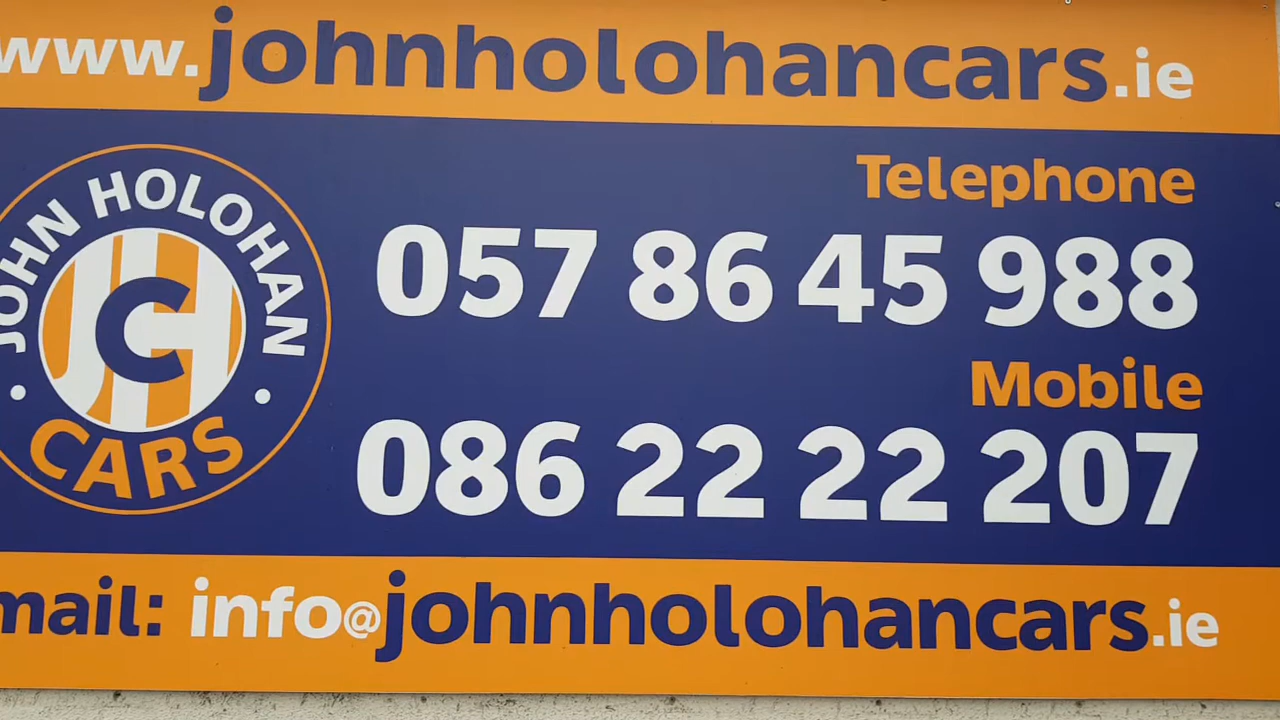 www.johnholohancars.ie
JOHN HOLOHAN
JHC
CARS
Telephone
057 86 45 988
Mobile
086 22 22 207
mail: info@johnholohancars.ie